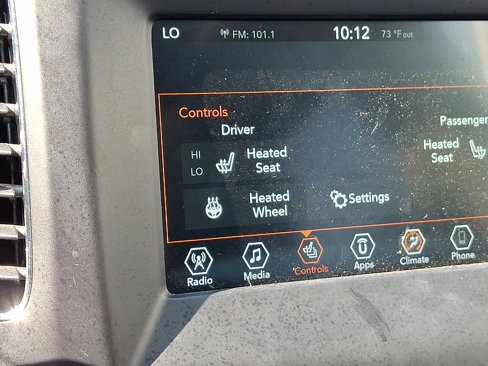 LO FM: 101.1 10:12 73 °F out
Controls
Driver Passenger
HI LO Heated Seat Heated Seat
Heated Wheel Settings
Radio Media Controls Apps Climate Phone